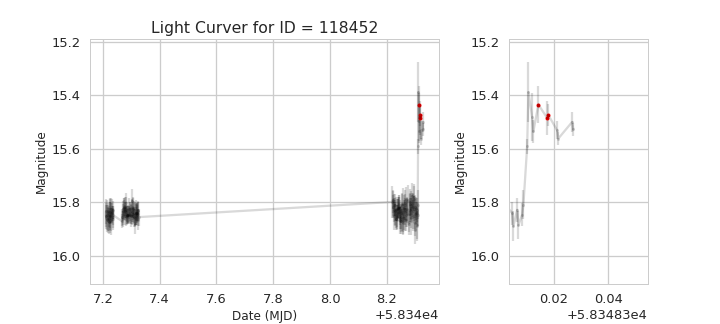 Light Curver for ID = 118452
15.2
15.4
15.6
15.8
16.0
Magnitude
7.2 7.4 7.6 7.8 8.0 8.2
Date (MJD)
+5.834e4
15.2
15.4
15.6
15.8
16.0
Magnitude
0.02 0.04
+5.83483e4